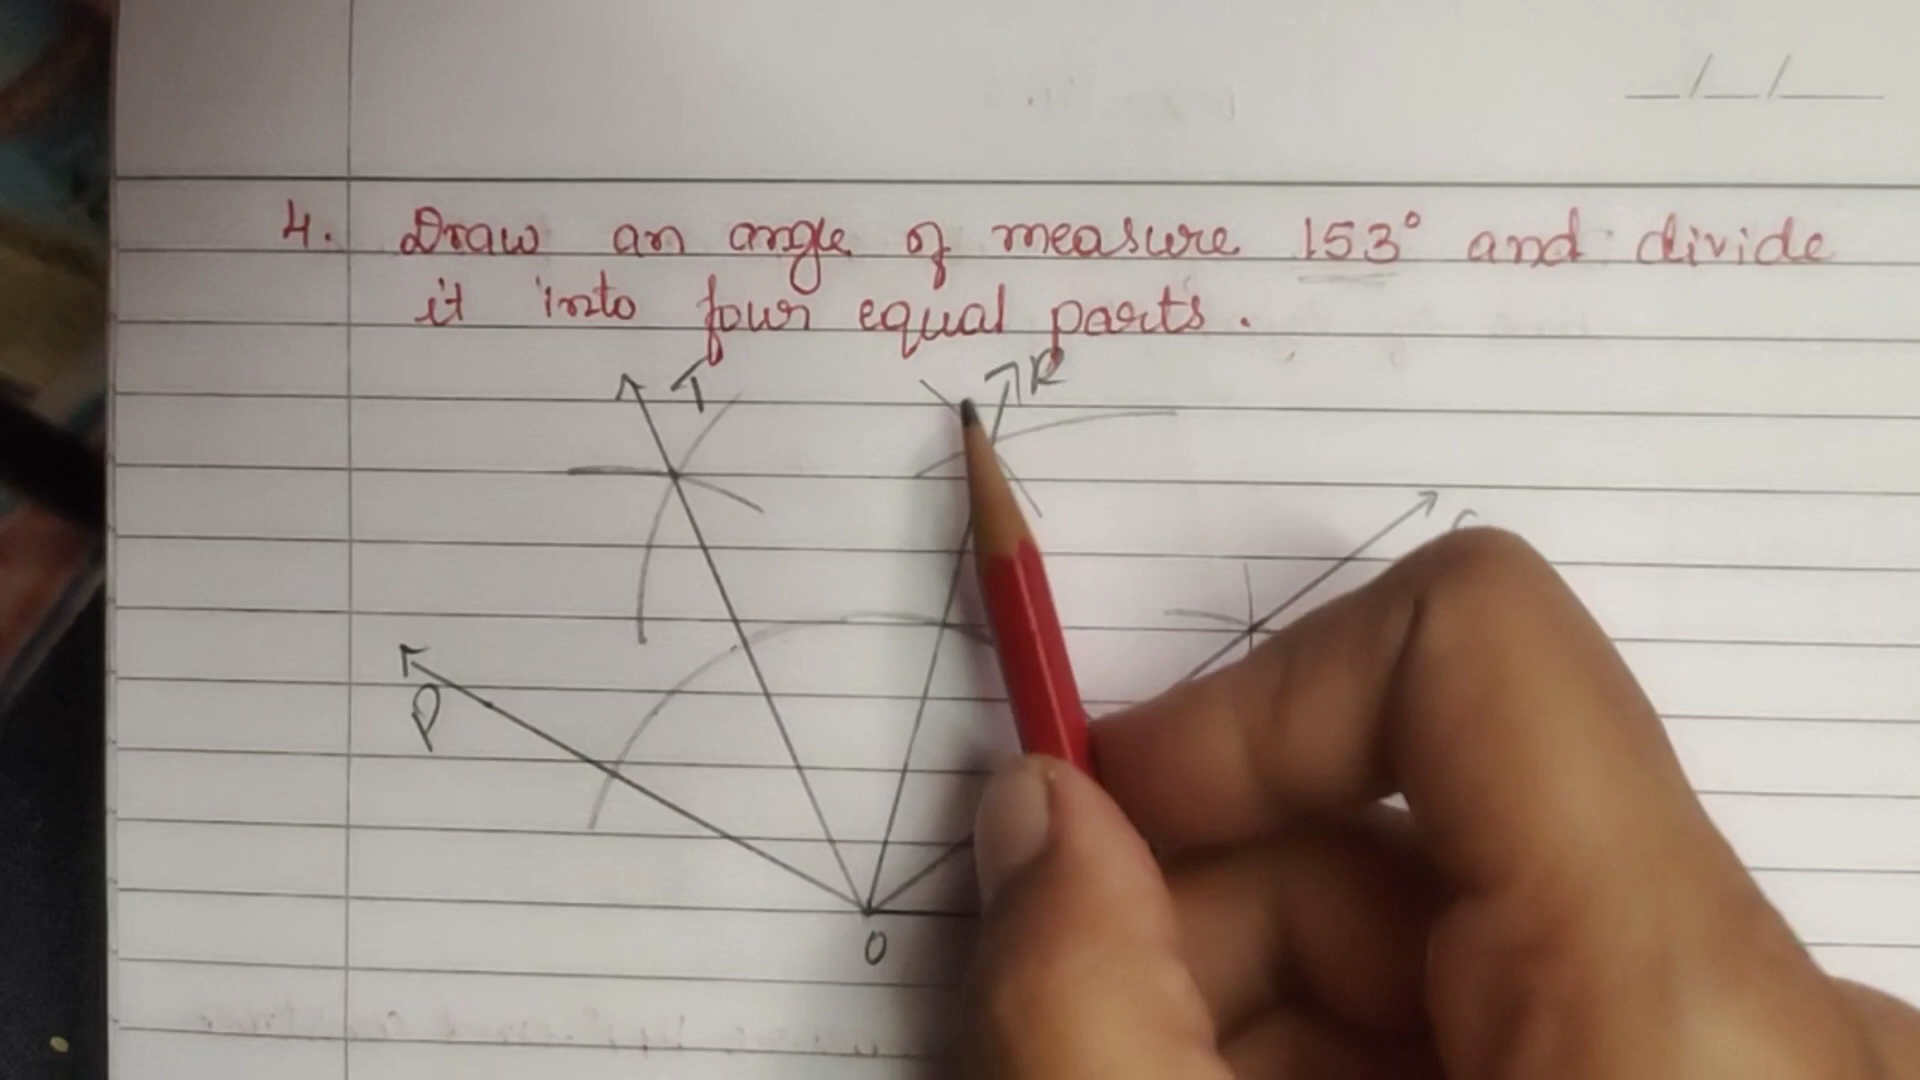 4. Draw an angle of measure 153° and divide
it into four equal parts.
T R
P
O